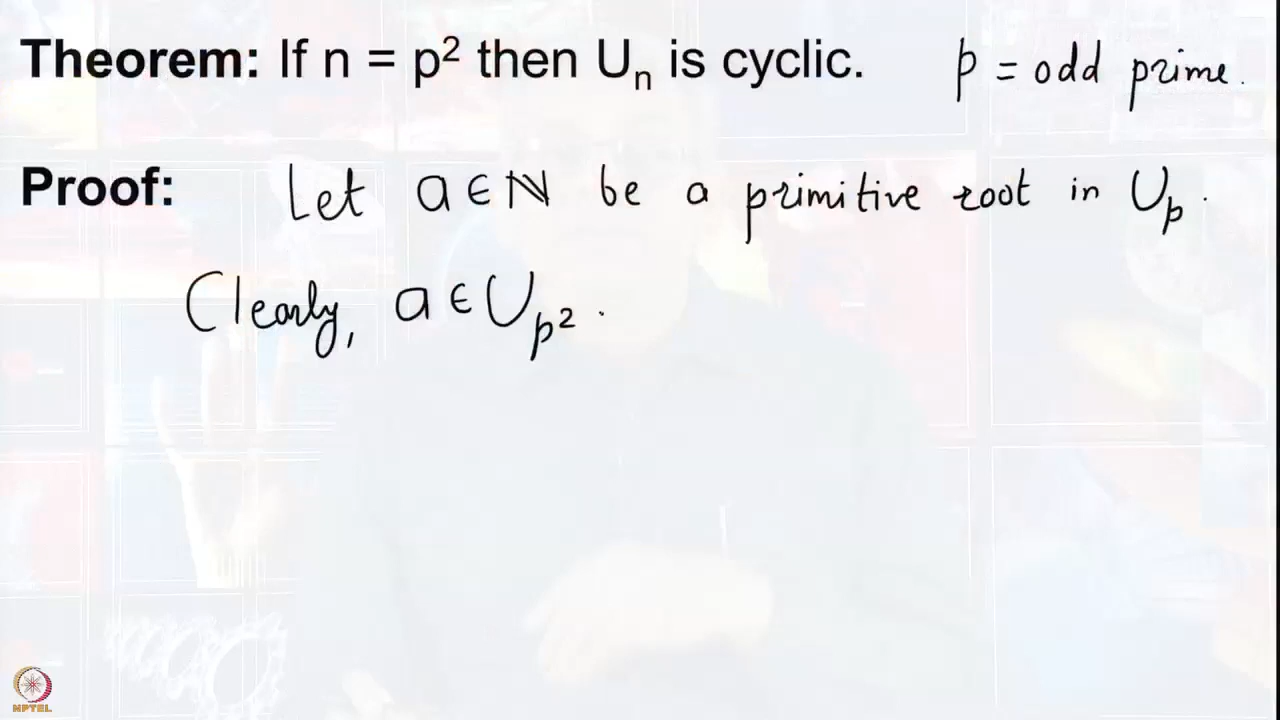 Theorem: If n = p² then Uₙ is cyclic. p = odd prime.
Proof: Let a ∈ ℕ be a primitive root in Uₚ.
Clearly, a ∈ U_{p²}.
NPTEL